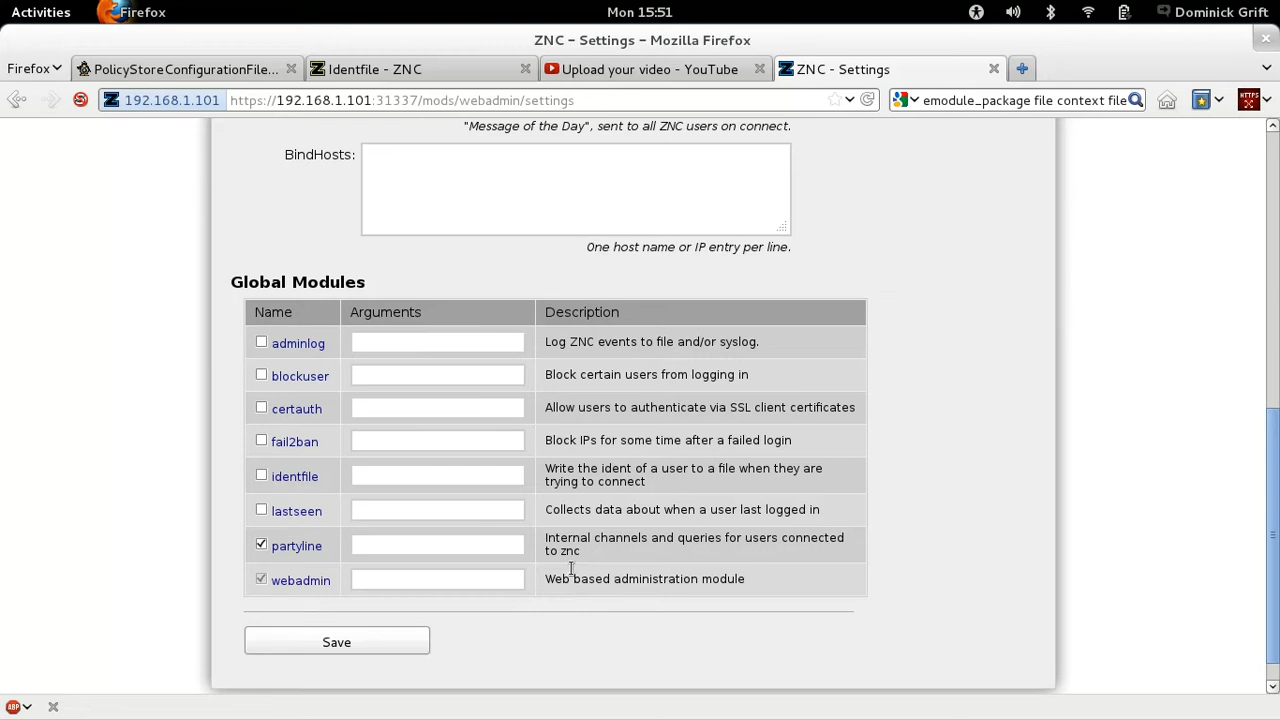 Activities
Firefox
Mon 15:51
Dominick Grift
ZNC – Settings – Mozilla Firefox
Firefox
PolicyStoreConfigurationFile...
Identfile - ZNC
Upload your video - YouTube
ZNC - Settings
192.168.1.101
https://192.168.1.101:31337/mods/webadmin/settings
emodule_package file context file
HTTPS
"Message of the Day", sent to all ZNC users on connect.
BindHosts:
One host name or IP entry per line.
Global Modules
Name Arguments Description
adminlog Log ZNC events to file and/or syslog.
blockuser Block certain users from logging in
certauth Allow users to authenticate via SSL client certificates
fail2ban Block IPs for some time after a failed login
identfile Write the ident of a user to a file when they are
trying to connect
lastseen Collects data about when a user last logged in
partyline Internal channels and queries for users connected
to znc
webadmin Web based administration module
Save
ABP